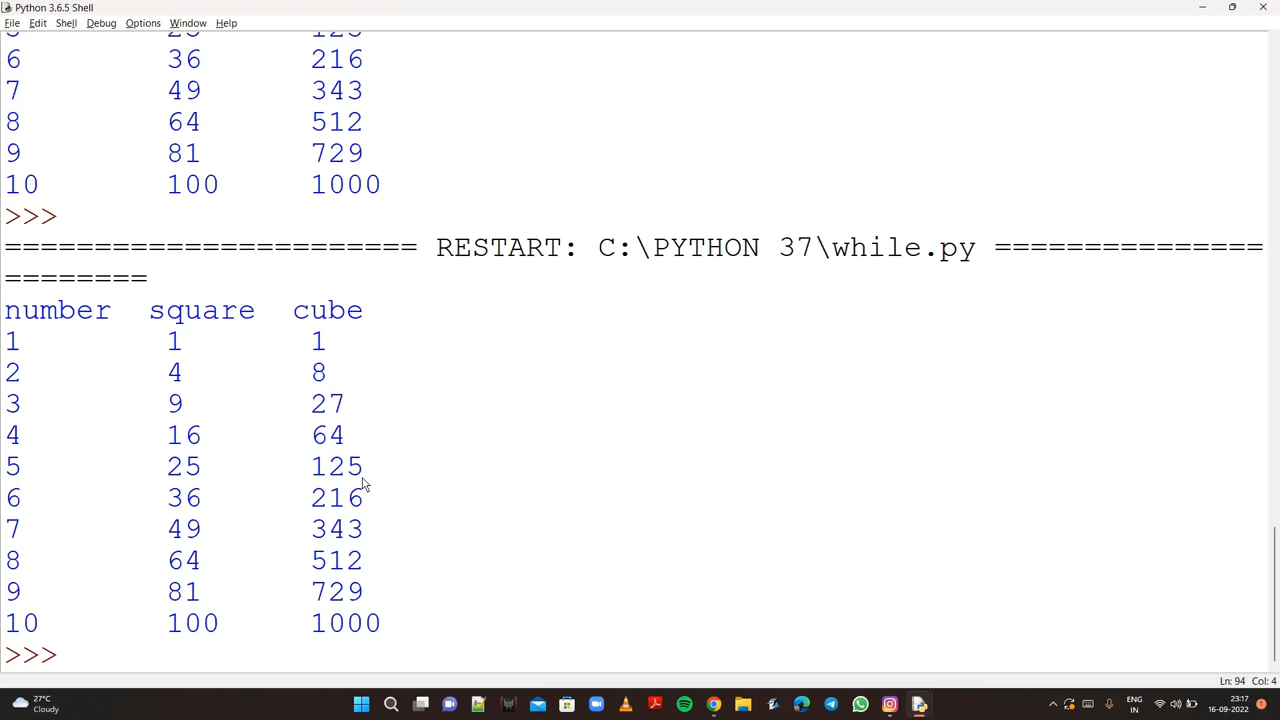 Python 3.6.5 Shell
File Edit Shell Debug Options Window Help
6 36 216
7 49 343
8 64 512
9 81 729
10 100 1000
>>>
======================= RESTART: C:\PYTHON 37\while.py ===============
========
number square cube
1 1 1
2 4 8
3 9 27
4 16 64
5 25 125
6 36 216
7 49 343
8 64 512
9 81 729
10 100 1000
>>>
Ln: 94 Col: 4
27°C
Cloudy
ENG
IN
23:17
16-09-2022